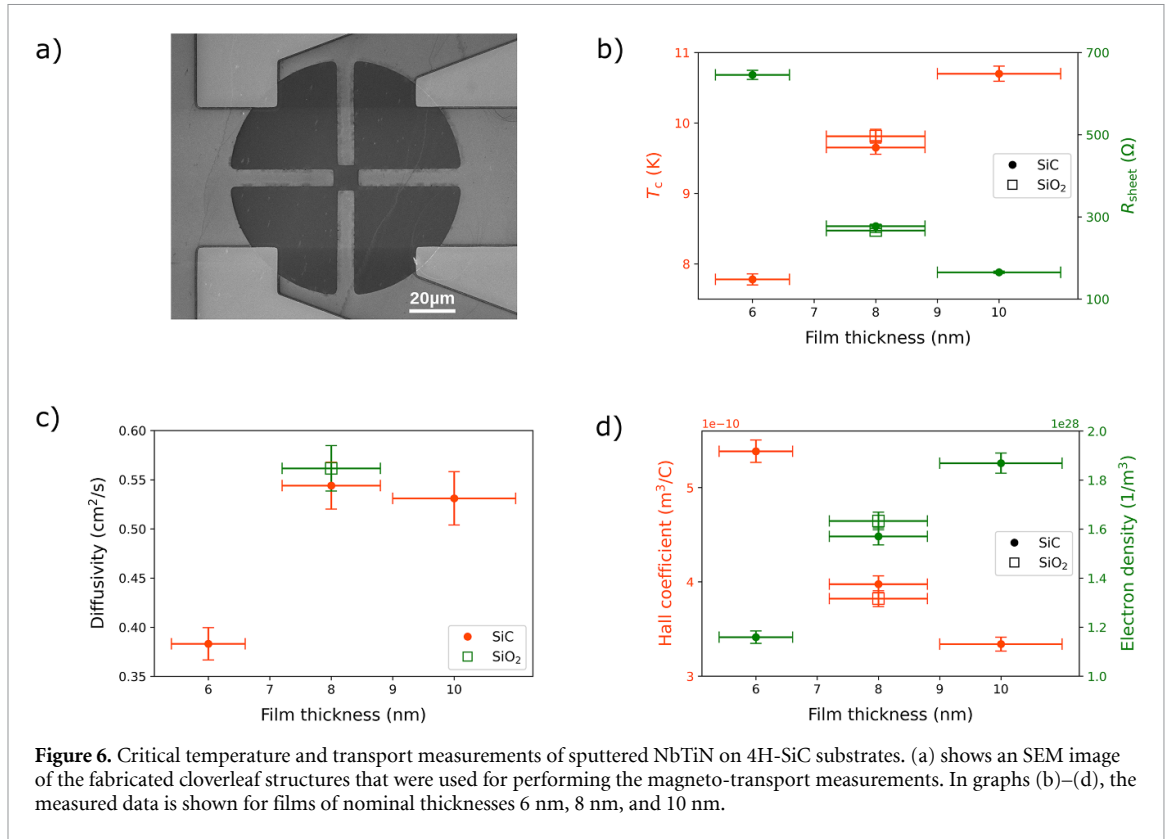 a)
20μm
b)
11
10
9
8
T_c (K)
700
500
300
100
R_sheet (Ω)
SiC
SiO₂
6 7 8 9 10
Film thickness (nm)
c)
0.60
0.55
0.50
0.45
0.40
0.35
Diffusivity (cm²/s)
SiC
SiO₂
6 7 8 9 10
Film thickness (nm)
d)
1e−10
1e28
5
4
3
Hall coefficient (m³/C)
2.0
1.8
1.6
1.4
1.2
1.0
Electron density (1/m³)
SiC
SiO₂
6 7 8 9 10
Film thickness (nm)
Figure 6. Critical temperature and transport measurements of sputtered NbTiN on 4H-SiC substrates. (a) shows an SEM image
of the fabricated cloverleaf structures that were used for performing the magneto-transport measurements. In graphs (b)–(d), the
measured data is shown for films of nominal thicknesses 6 nm, 8 nm, and 10 nm.